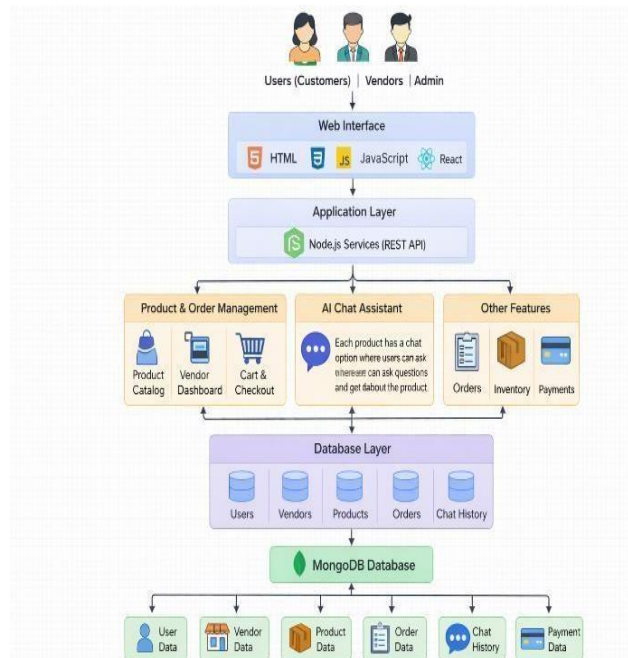 Users (Customers) | Vendors | Admin
Web Interface
5 HTML 3 JS JavaScript React
Application Layer
Node.js Services (REST API)
Product & Order Management
Product Catalog
Vendor Dashboard
Cart & Checkout
AI Chat Assistant
Each product has a chat
option where users can ask
can ask questions
and get the product.
Other Features
Orders
Inventory
Payments
Database Layer
Users
Vendors
Products
Orders
Chat History
MongoDB Database
User Data
Vendor Data
Product Data
Order Data
Chat History
Payment Data